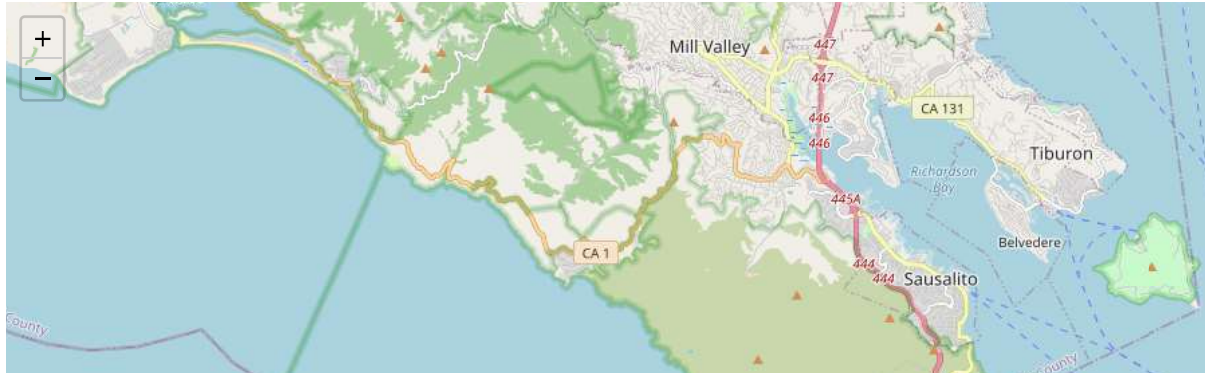 +
−
Mill Valley
447
447
CA 131
446
446
Tiburon
Richardson
Bay
445A
Belvedere
CA 1
444
444
Sausalito
County
County